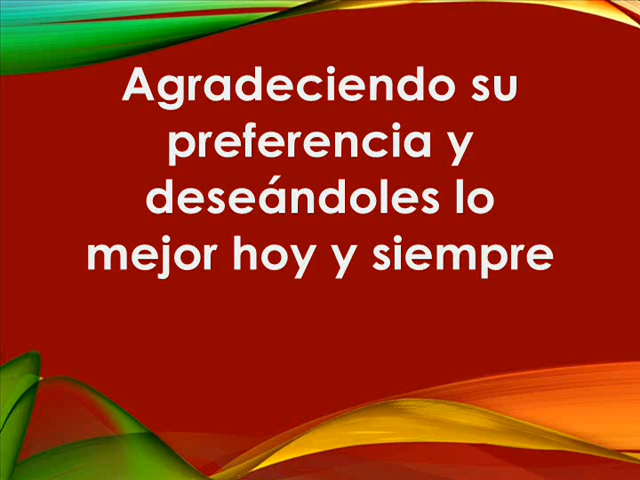 Agradeciendo su
preferencia y
deseándoles lo
mejor hoy y siempre